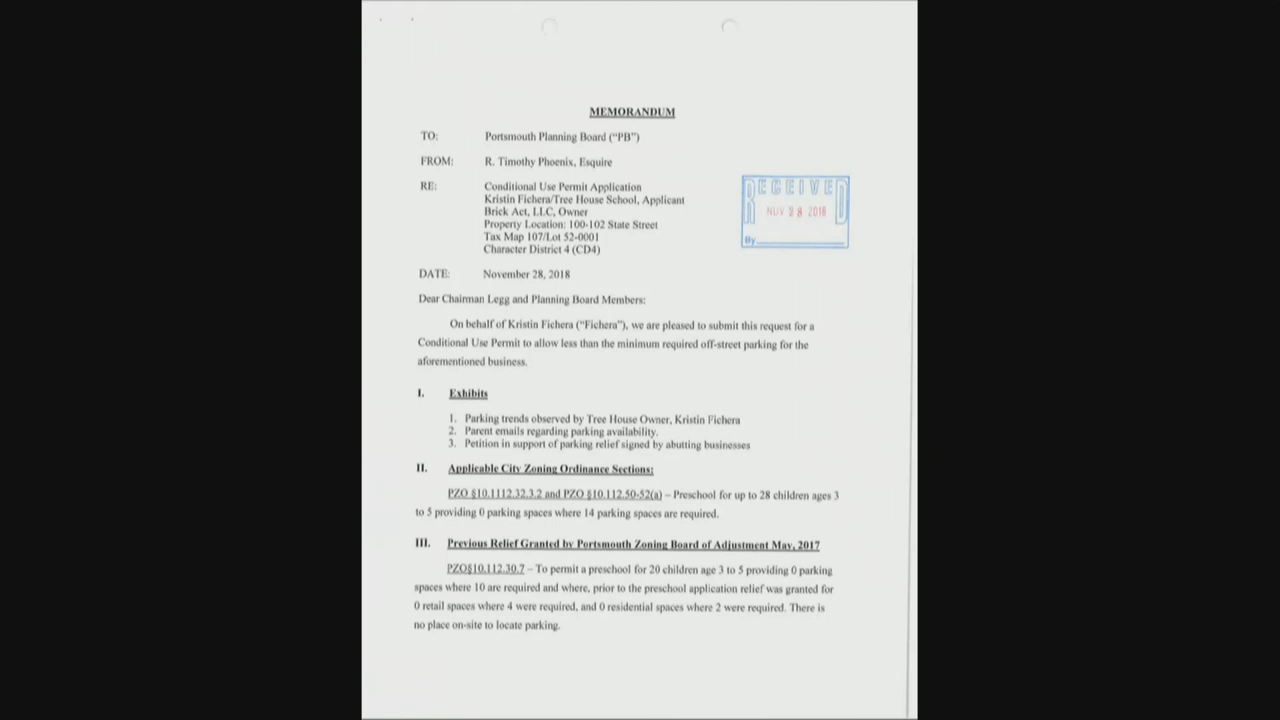 MEMORANDUM
TO: Portsmouth Planning Board ("PB")
FROM: R. Timothy Phoenix, Esquire
RE: Conditional Use Permit Application
Kristin Fichera/Tree House School, Applicant
Brick Act, LLC, Owner
Property Location: 100-102 State Street
Tax Map 107/Lot 52-0001
Character District 4 (CD4)
RECEIVED
NOV 28 2018
By
DATE: November 28, 2018
Dear Chairman Legg and Planning Board Members:
On behalf of Kristin Fichera ("Fichera"), we are pleased to submit this request for a
Conditional Use Permit to allow less than the minimum required off-street parking for the
aforementioned business.
I. Exhibits
1. Parking trends observed by Tree House Owner, Kristin Fichera
2. Parent emails regarding parking availability.
3. Petition in support of parking relief signed by abutting businesses
II. Applicable City Zoning Ordinance Sections:
PZO §10.1112.32.3.2 and PZO §10.112.50-52(a) – Preschool for up to 28 children ages 3
to 5 providing 0 parking spaces where 14 parking spaces are required.
III. Previous Relief Granted by Portsmouth Zoning Board of Adjustment May, 2017
PZO§10.112.30.7 – To permit a preschool for 20 children age 3 to 5 providing 0 parking
spaces where 10 are required and where, prior to the preschool application relief was granted for
0 retail spaces where 4 were required, and 0 residential spaces where 2 were required. There is
no place on-site to locate parking.